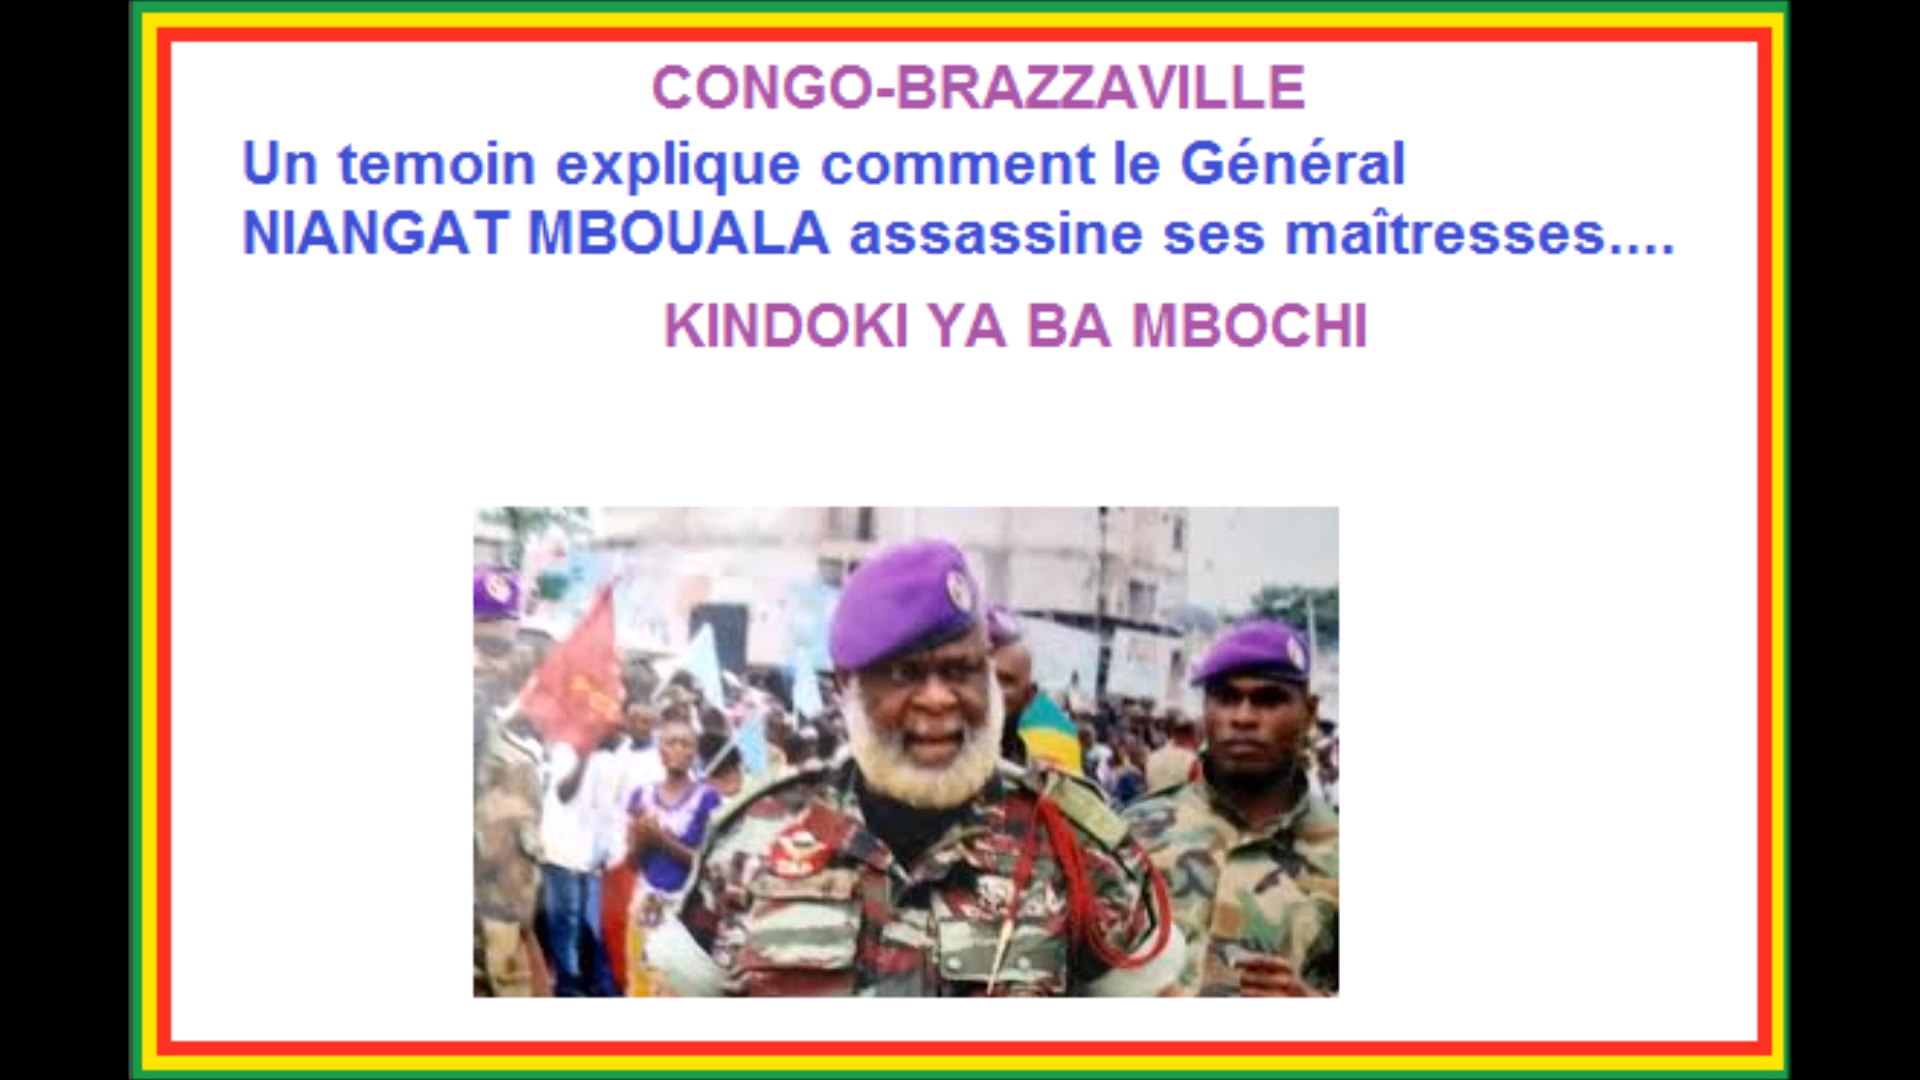 CONGO-BRAZZAVILLE
Un temoin explique comment le Général
NIANGAT MBOUALA assassine ses maîtresses....
KINDOKI YA BA MBOCHI